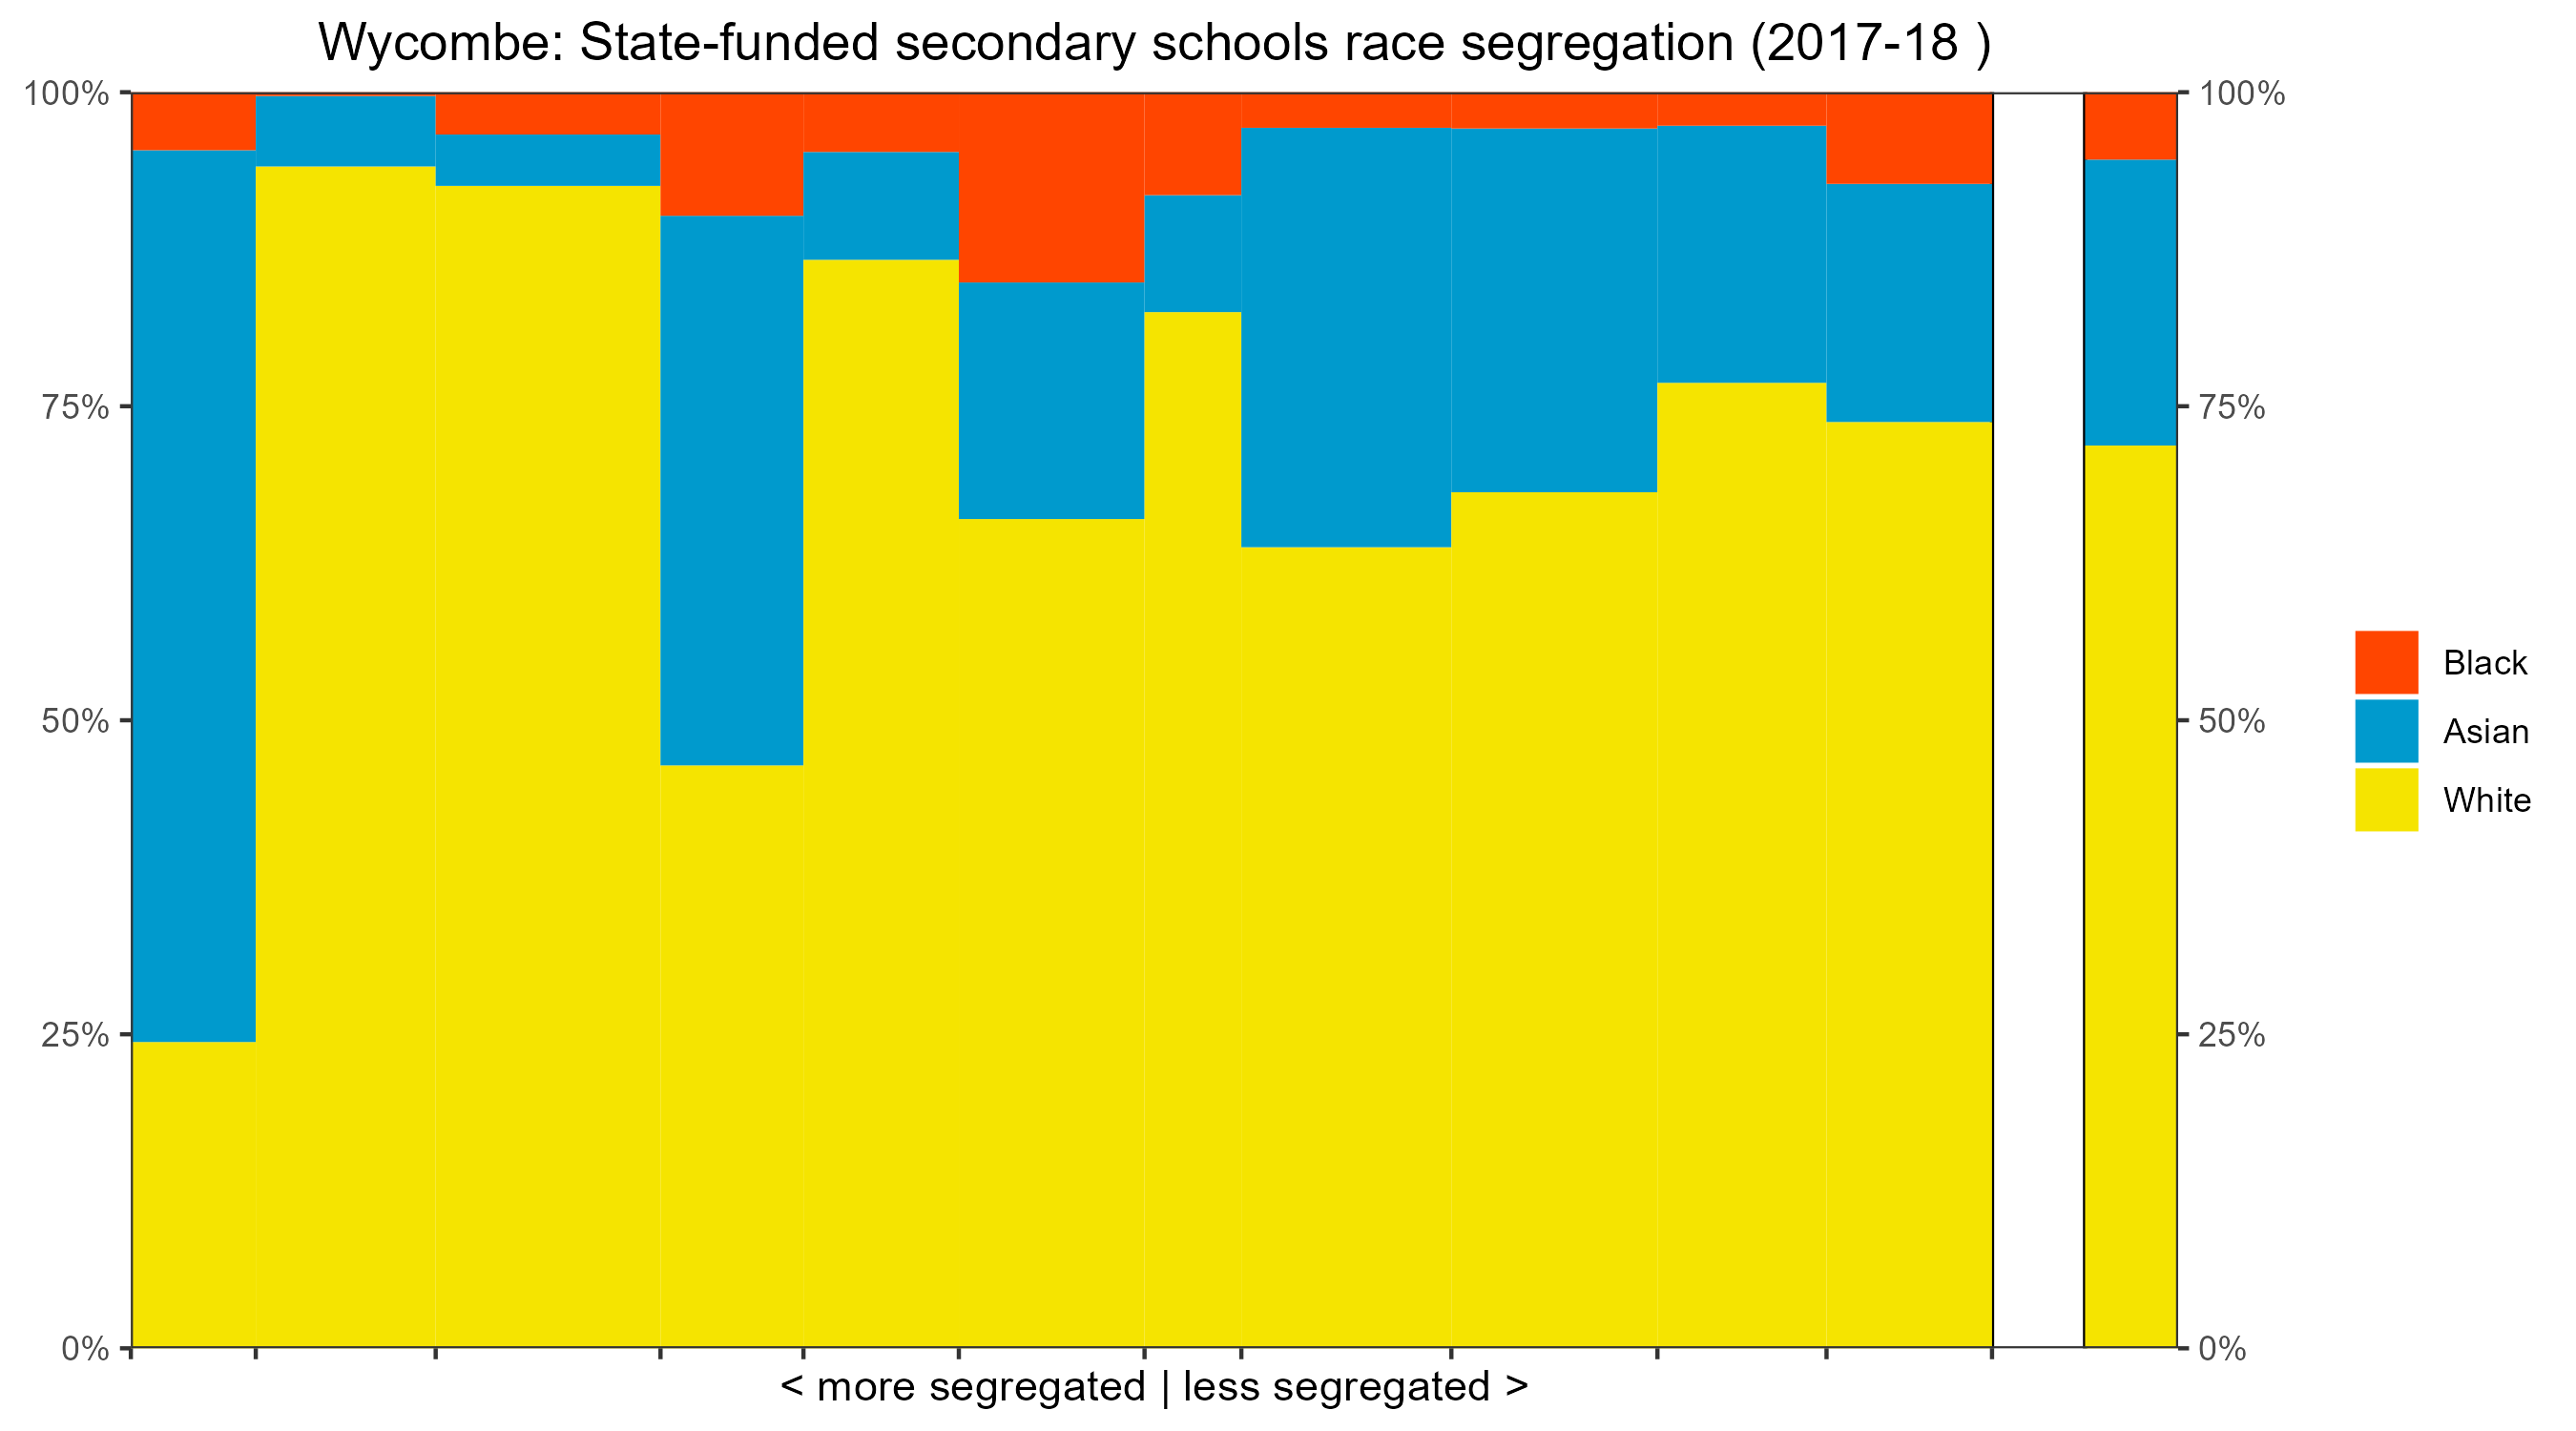 Wycombe: State-funded secondary schools race segregation (2017-18 )
100%
75%
50%
25%
0%
100%
75%
50%
25%
0%
Black
Asian
White
< more segregated | less segregated >